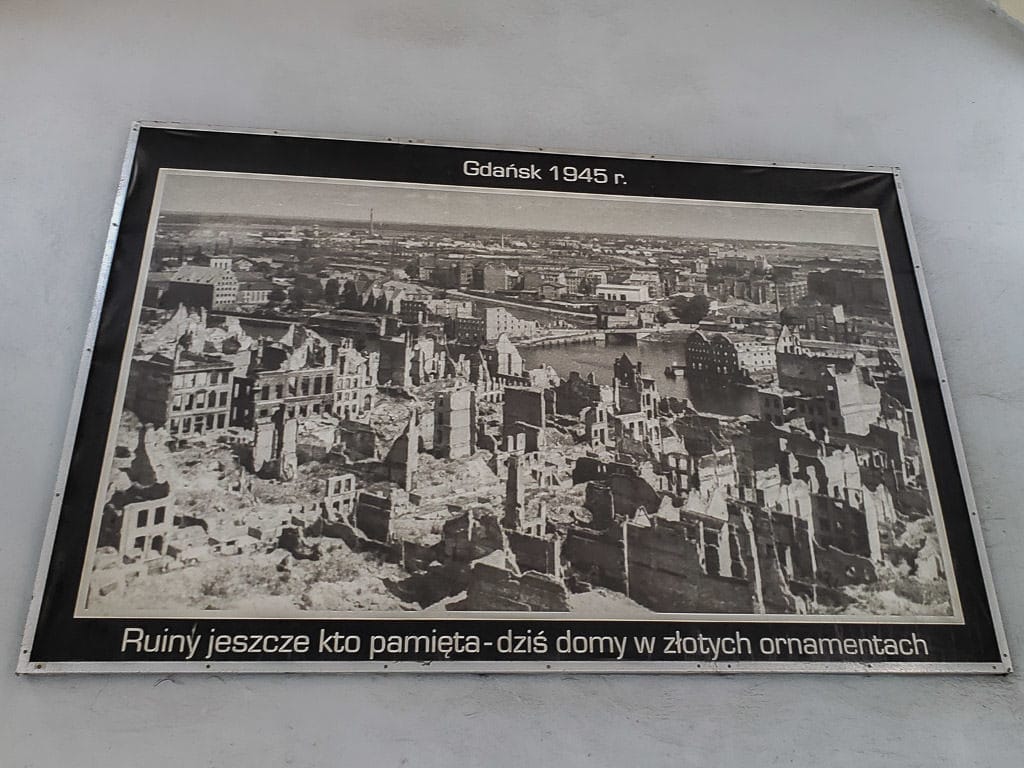 Gdańsk 1945 r.
Ruiny jeszcze kto pamięta-dziś domy w złotych ornamentach